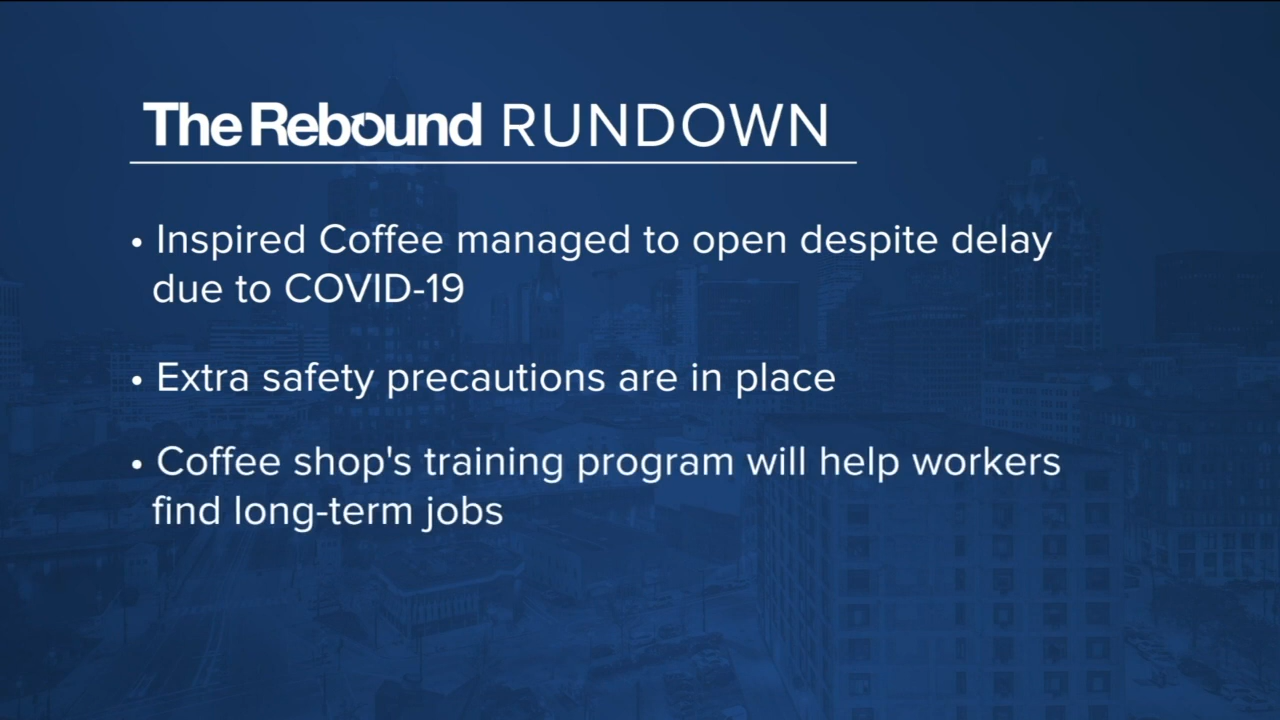 The Rebound RUNDOWN
• Inspired Coffee managed to open despite delay
due to COVID-19
• Extra safety precautions are in place
• Coffee shop's training program will help workers
find long-term jobs